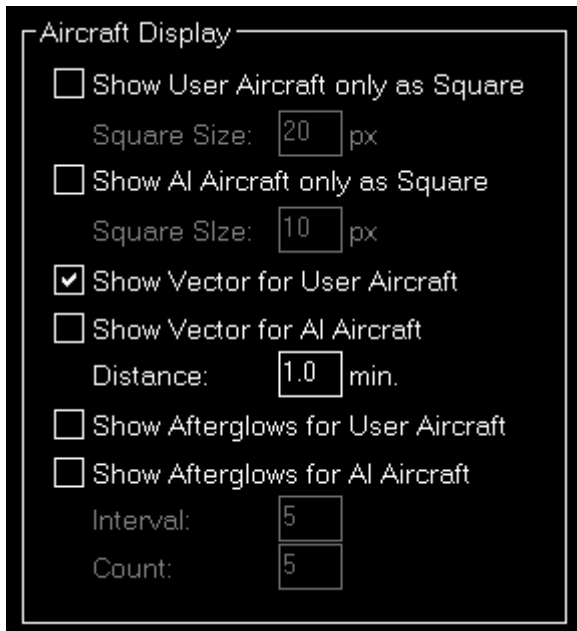 Aircraft Display
Show User Aircraft only as Square
Square Size: 20 px
Show AI Aircraft only as Square
Square SIze: 10 px
Show Vector for User Aircraft
Show Vector for AI Aircraft
Distance: 1.0 min.
Show Afterglows for User Aircraft
Show Afterglows for AI Aircraft
Interval: 5
Count: 5